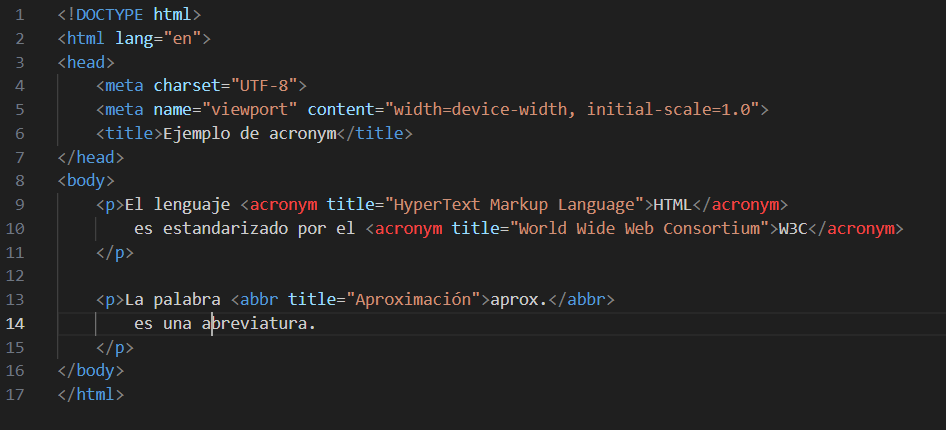 1 <!DOCTYPE html>
2 <html lang="en">
3 <head>
4     <meta charset="UTF-8">
5     <meta name="viewport" content="width=device-width, initial-scale=1.0">
6     <title>Ejemplo de acronym</title>
7 </head>
8 <body>
9     <p>El lenguaje <acronym title="HyperText Markup Language">HTML</acronym>
10         es estandarizado por el <acronym title="World Wide Web Consortium">W3C</acronym>
11     </p>
12
13     <p>La palabra <abbr title="Aproximación">aprox.</abbr>
14         es una abreviatura.
15     </p>
16 </body>
17 </html>